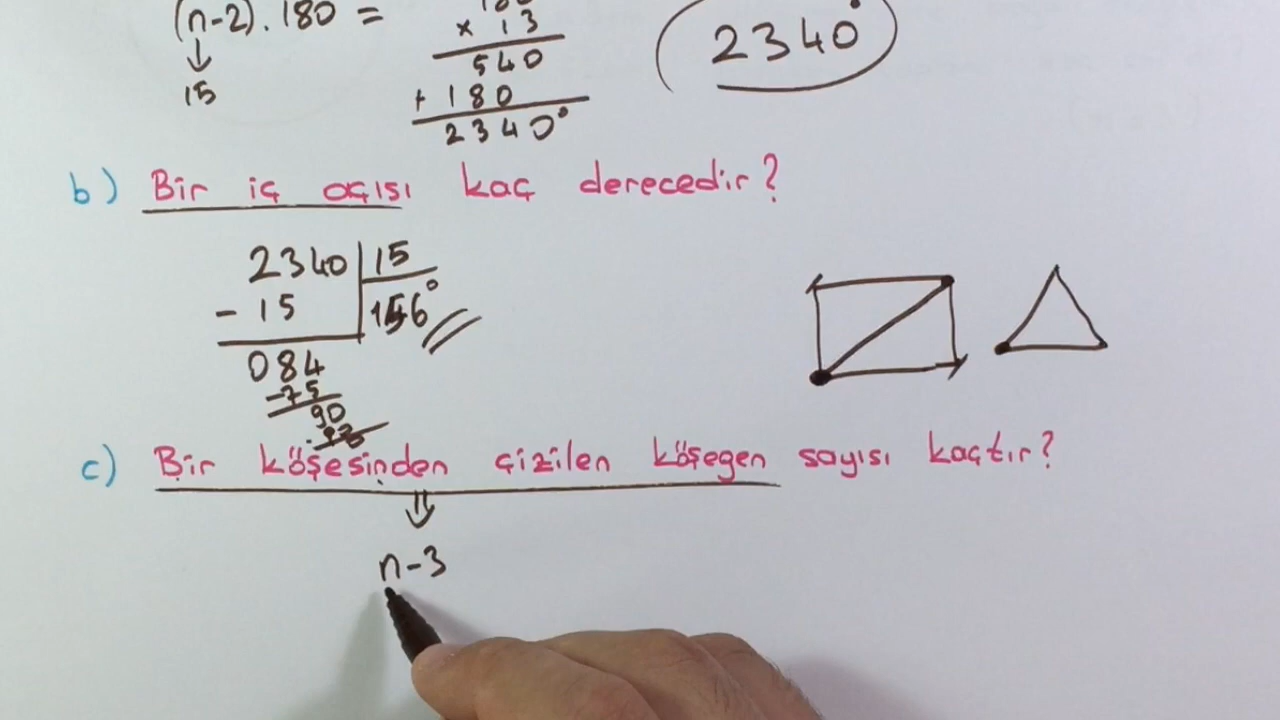 (n-2).180 =
15
180
x 13
540
+ 180
2340°
2340°
b) Bir iç açısı kaç derecedir?
2340 | 15
- 15 | 156°
084
-75
90
c) Bir köşesinden çizilen köşegen sayısı kaçtır?
n-3